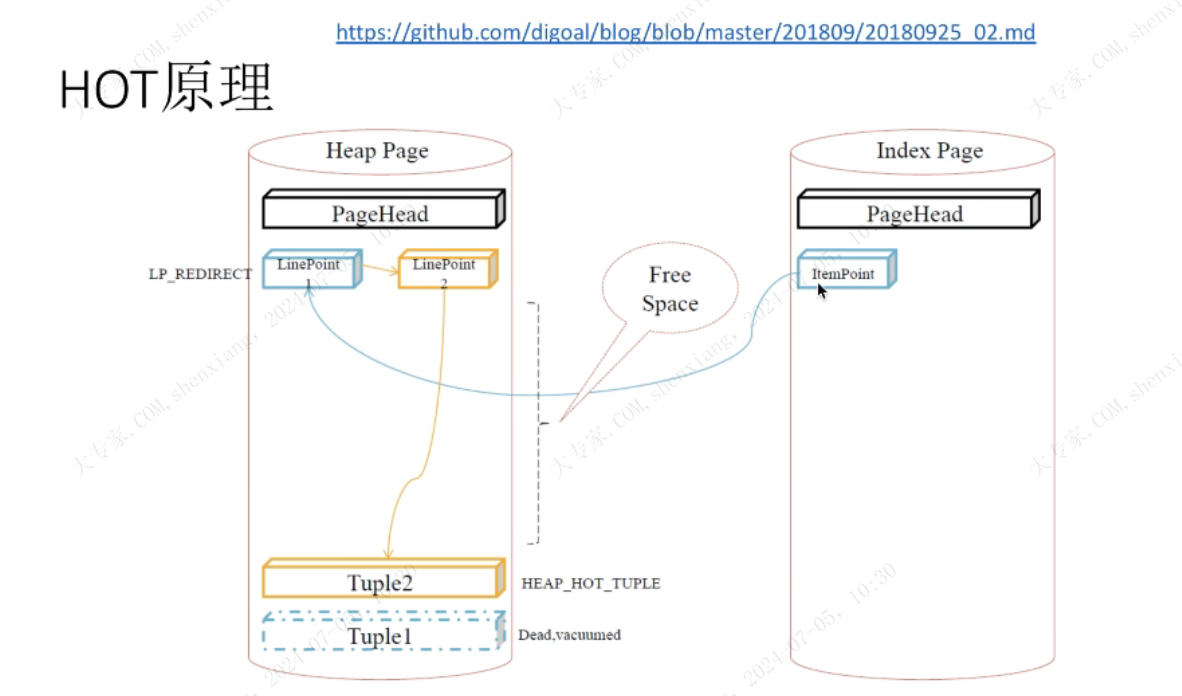 https://github.com/digoal/blog/blob/master/201809/20180925_02.md
HOT原理
Heap Page
Index Page
PageHead
PageHead
LP_REDIRECT
LinePoint
1
LinePoint
2
Free
Space
ItemPoint
Tuple2
HEAP_HOT_TUPLE
Tuple1
Dead,vacuumed
大专家.COM,shenxiang, 2024-07-05, 10:30